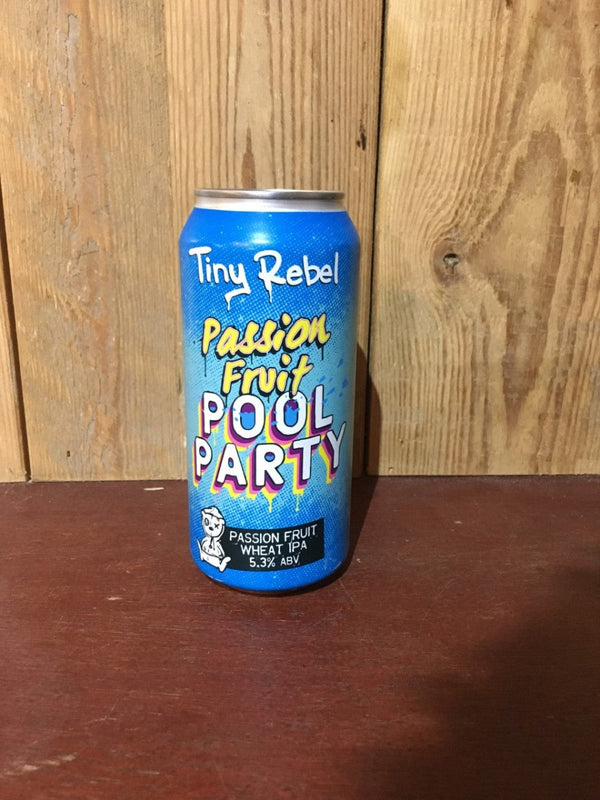 Tiny Rebel
Passion
Fruit
POOL
PARTY
PASSION FRUIT
WHEAT IPA
5.3% ABV